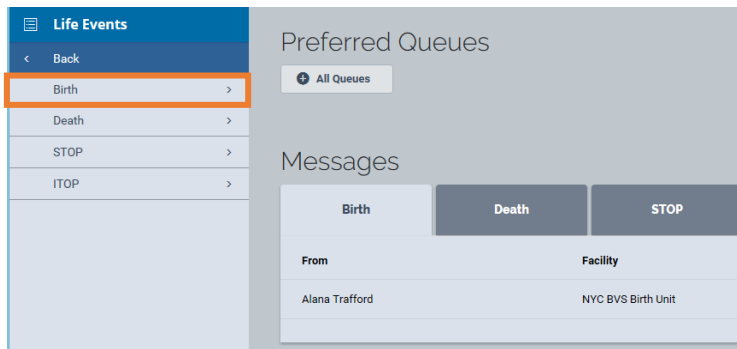 Life Events
Back
Birth
Death
STOP
ITOP
Preferred Queues
All Queues
Messages
Birth Death STOP
From Facility
Alana Trafford NYC BVS Birth Unit